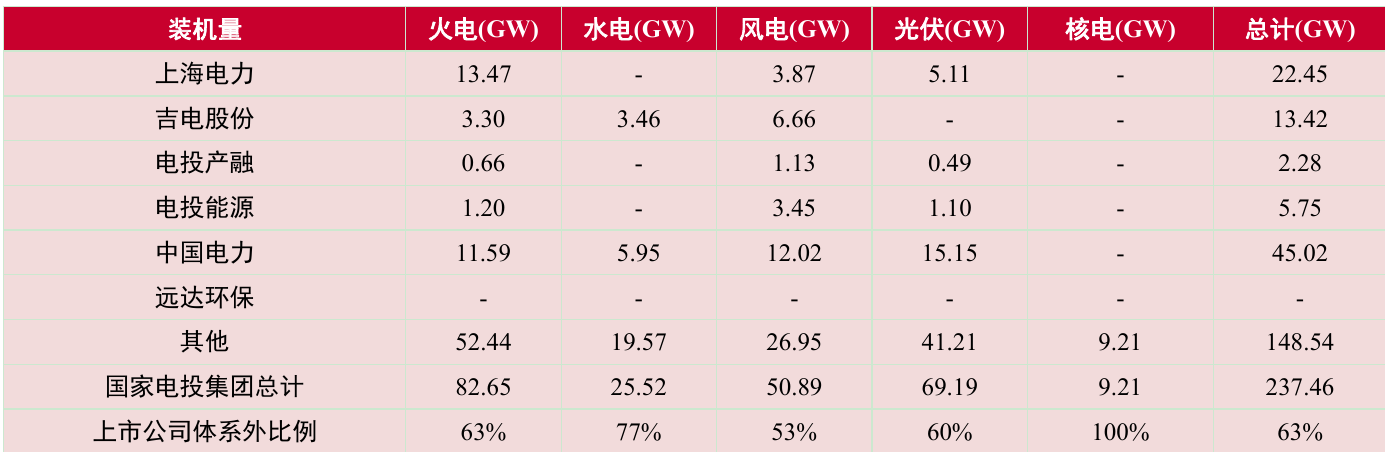 装机量 火电(GW) 水电(GW) 风电(GW) 光伏(GW) 核电(GW) 总计(GW)
上海电力 13.47 - 3.87 5.11 - 22.45
吉电股份 3.30 3.46 6.66 - - 13.42
电投产融 0.66 - 1.13 0.49 - 2.28
电投能源 1.20 - 3.45 1.10 - 5.75
中国电力 11.59 5.95 12.02 15.15 - 45.02
远达环保 - - - - - -
其他 52.44 19.57 26.95 41.21 9.21 148.54
国家电投集团总计 82.65 25.52 50.89 69.19 9.21 237.46
上市公司体系外比例 63% 77% 53% 60% 100% 63%